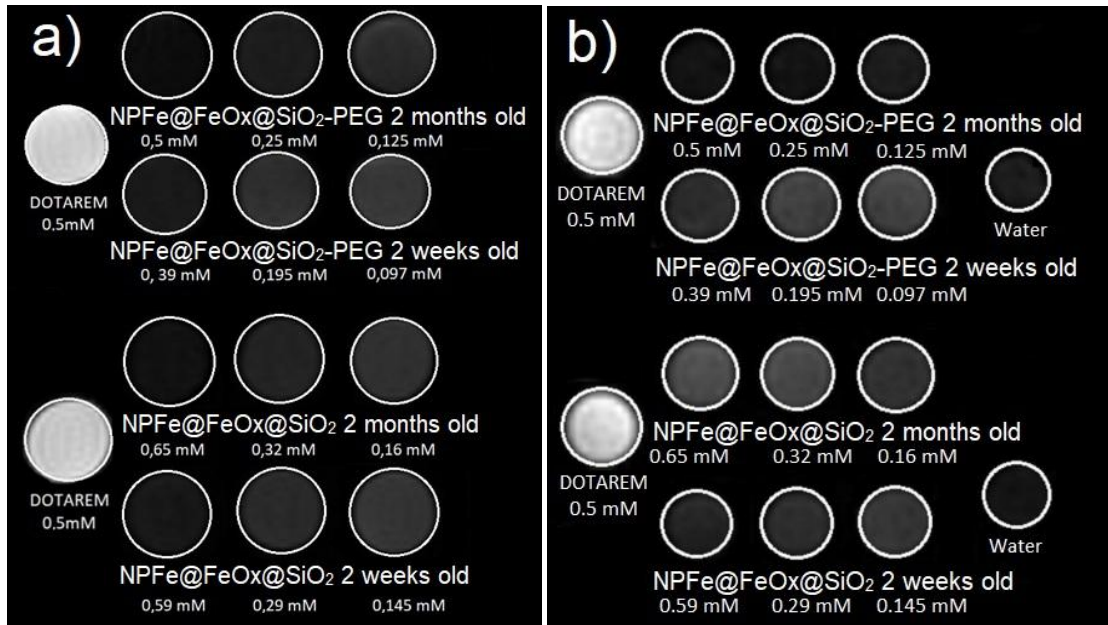 a)
NPFe@FeOx@SiO₂-PEG 2 months old
0,5 mM 0,25 mM 0,125 mM
DOTAREM
0.5mM
NPFe@FeOx@SiO₂-PEG 2 weeks old
0, 39 mM 0,195 mM 0,097 mM
NPFe@FeOx@SiO₂ 2 months old
0,65 mM 0,32 mM 0,16 mM
DOTAREM
0,5mM
NPFe@FeOx@SiO₂ 2 weeks old
0,59 mM 0,29 mM 0,145 mM
b)
NPFe@FeOx@SiO₂-PEG 2 months old
0.5 mM 0.25 mM 0.125 mM
DOTAREM
0.5 mM
Water
NPFe@FeOx@SiO₂-PEG 2 weeks old
0.39 mM 0.195 mM 0.097 mM
NPFe@FeOx@SiO₂ 2 months old
0.65 mM 0.32 mM 0.16 mM
DOTAREM
0.5 mM
Water
NPFe@FeOx@SiO₂ 2 weeks old
0.59 mM 0.29 mM 0.145 mM